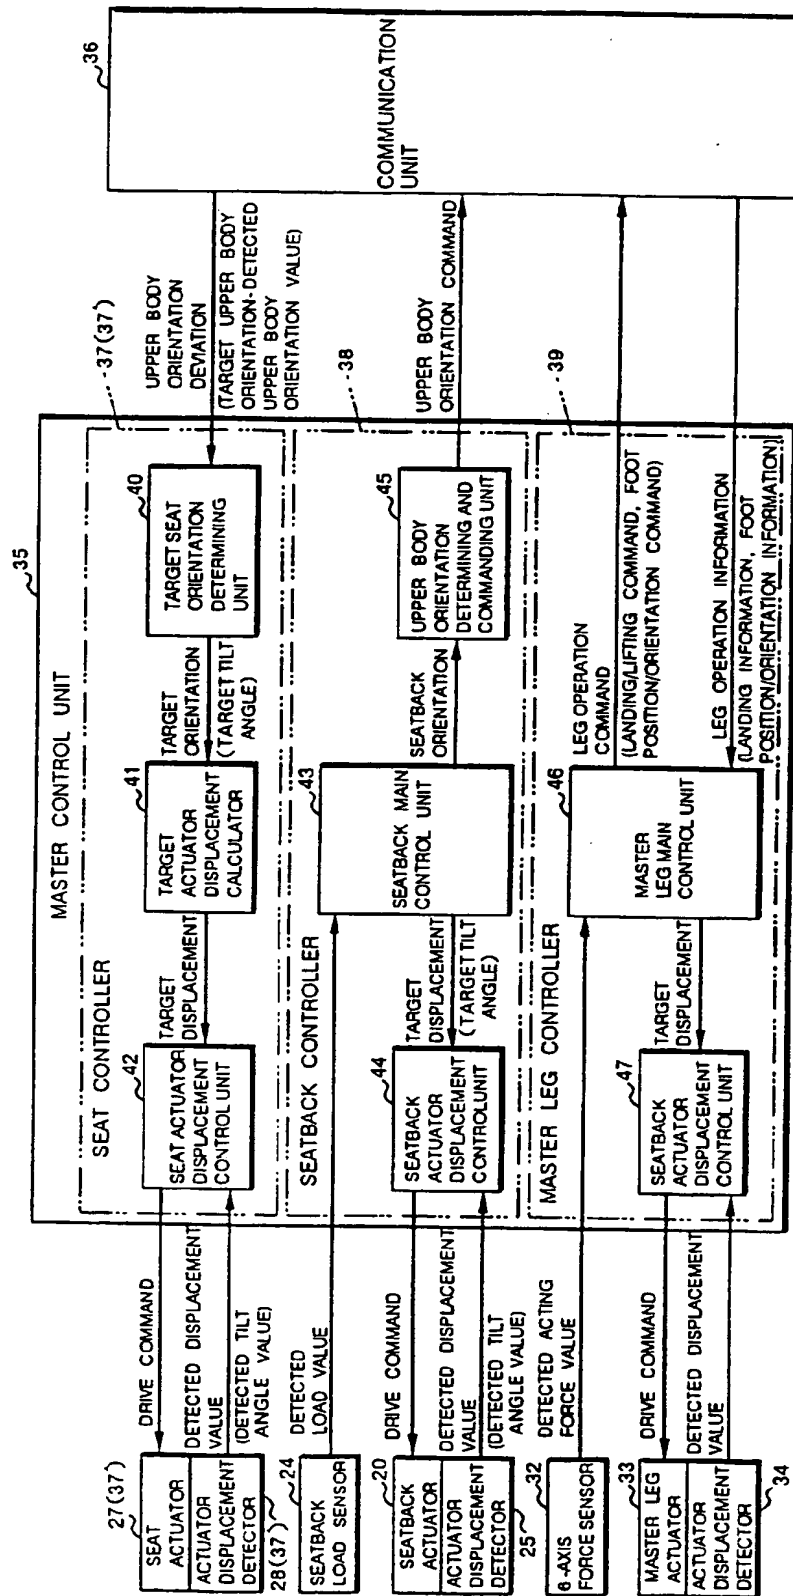 36
COMMUNICATION
UNIT
35
MASTER CONTROL UNIT
UPPER BODY
ORIENTATION
DEVIATION
(TARGET UPPER BODY
ORIENTATION-DETECTED
UPPER BODY
ORIENTATION VALUE)
37(37')
SEAT CONTROLLER
40
TARGET SEAT
ORIENTATION
DETERMINING
UNIT
TARGET
ORIENTATION
(TARGET TILT
ANGLE)
41
TARGET
ACTUATOR
DISPLACEMENT
CALCULATOR
TARGET
DISPLACEMENT
42
SEAT ACTUATOR
DISPLACEMENT
CONTROL UNIT
DRIVE COMMAND
DETECTED DISPLACEMENT
VALUE
(DETECTED TILT
ANGLE VALUE)
27(37')
SEAT
ACTUATOR
ACTUATOR
DISPLACEMENT
DETECTOR
28(37')
38
SEATBACK CONTROLLER
UPPER BODY
ORIENTATION COMMAND
45
UPPER BODY
ORIENTATION
DETERMINING AND
COMMANDING UNIT
SEATBACK
ORIENTATION
43
SEATBACK MAIN
CONTROL UNIT
TARGET
DISPLACEMENT
(TARGET TILT
ANGLE)
44
SEATBACK
ACTUATOR
DISPLACEMENT
CONTROLUNIT
DETECTED
LOAD VALUE
24
SEATBACK
LOAD SENSOR
DRIVE COMMAND
DETECTED DISPLACEMENT
VALUE
(DETECTED TILT
ANGLE VALUE)
20
SEATBACK
ACTUATOR
ACTUATOR
DISPLACEMENT
DETECTOR
25
39
MASTER LEG CONTROLLER
LEG OPERATION
COMMAND
(LANDING/LIFTING COMMAND, FOOT
POSITION/ORIENTATION COMMAND)
LEG OPERATION INFORMATION
(LANDING INFORMATION, FOOT
POSITION/ORIENTATION INFORMATION)
46
MASTER
LEG MAIN
CONTROL UNIT
TARGET
DISPLACEMENT
47
SEATBACK
ACTUATOR
DISPLACEMENT
CONTROL UNIT
DETECTED ACTING
FORCE VALUE
32
6-AXIS
FORCE SENSOR
DRIVE COMMAND
DETECTED DISPLACEMENT
VALUE
33
MASTER LEG
ACTUATOR
ACTUATOR
DISPLACEMENT
DETECTOR
34